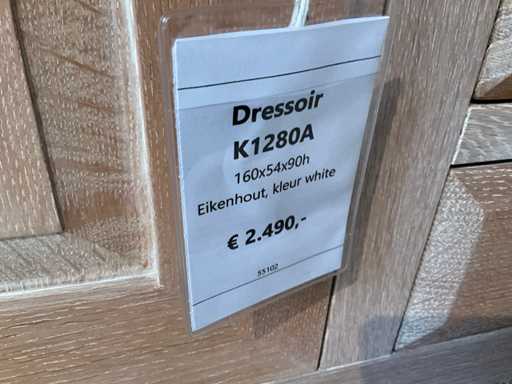 Dressoir
K1280A
160x54x90h
Eikenhout, kleur white
€ 2.490,-
55102